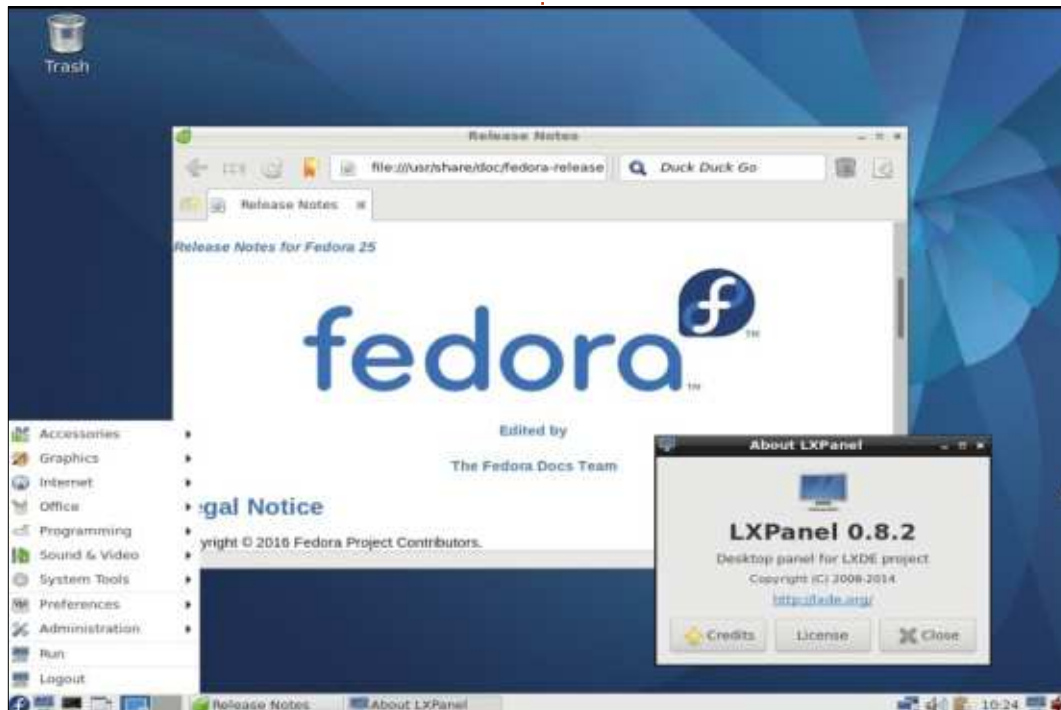 Trash
Release Notes
file:///usr/share/doc/fedora-release
Duck Duck Go
Release Notes
Release Notes for Fedora 25
fedora
TM
TM
Edited by
The Fedora Docs Team
egal Notice
yright © 2016 Fedora Project Contributors.
Accessories
Graphics
Internet
Office
Programming
Sound & Video
System Tools
Preferences
Administration
Run
Logout
About LXPanel
LXPanel 0.8.2
Desktop panel for LXDE project
Copyright (C) 2008-2014
http://lxde.org/
Credits
License
Close
Release Notes
About LXPanel
10:24